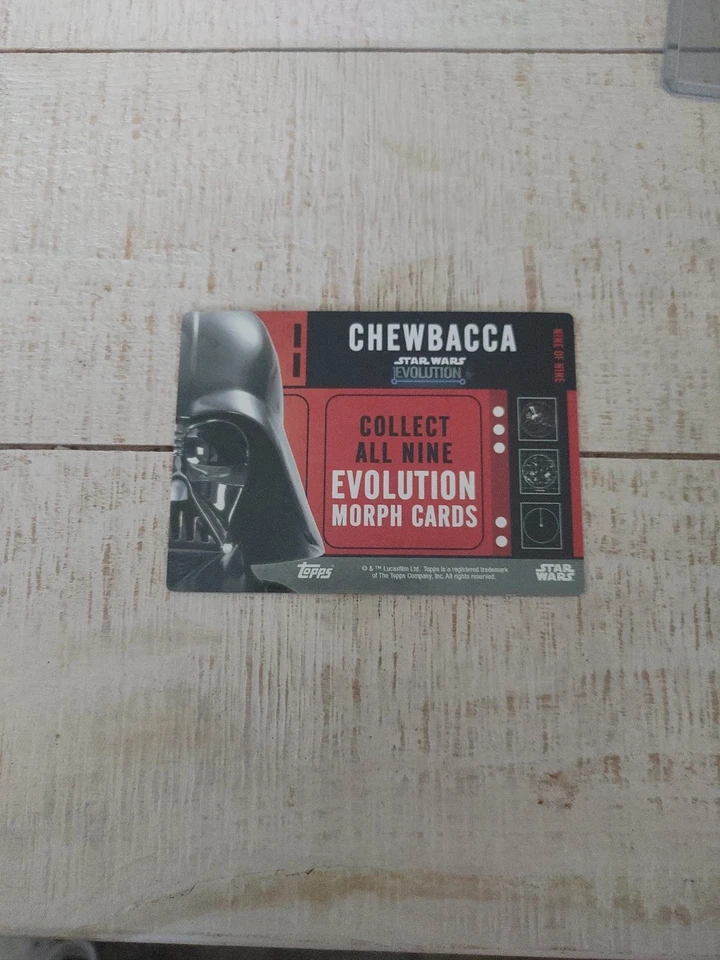 CHEWBACCA
STAR WARS
EVOLUTION
NINE OF NINE
COLLECT
ALL NINE
EVOLUTION
MORPH CARDS
topps
© & ™ Lucasfilm Ltd. Topps is a registered trademark
of The Topps Company, Inc. All rights reserved.
STAR
WARS